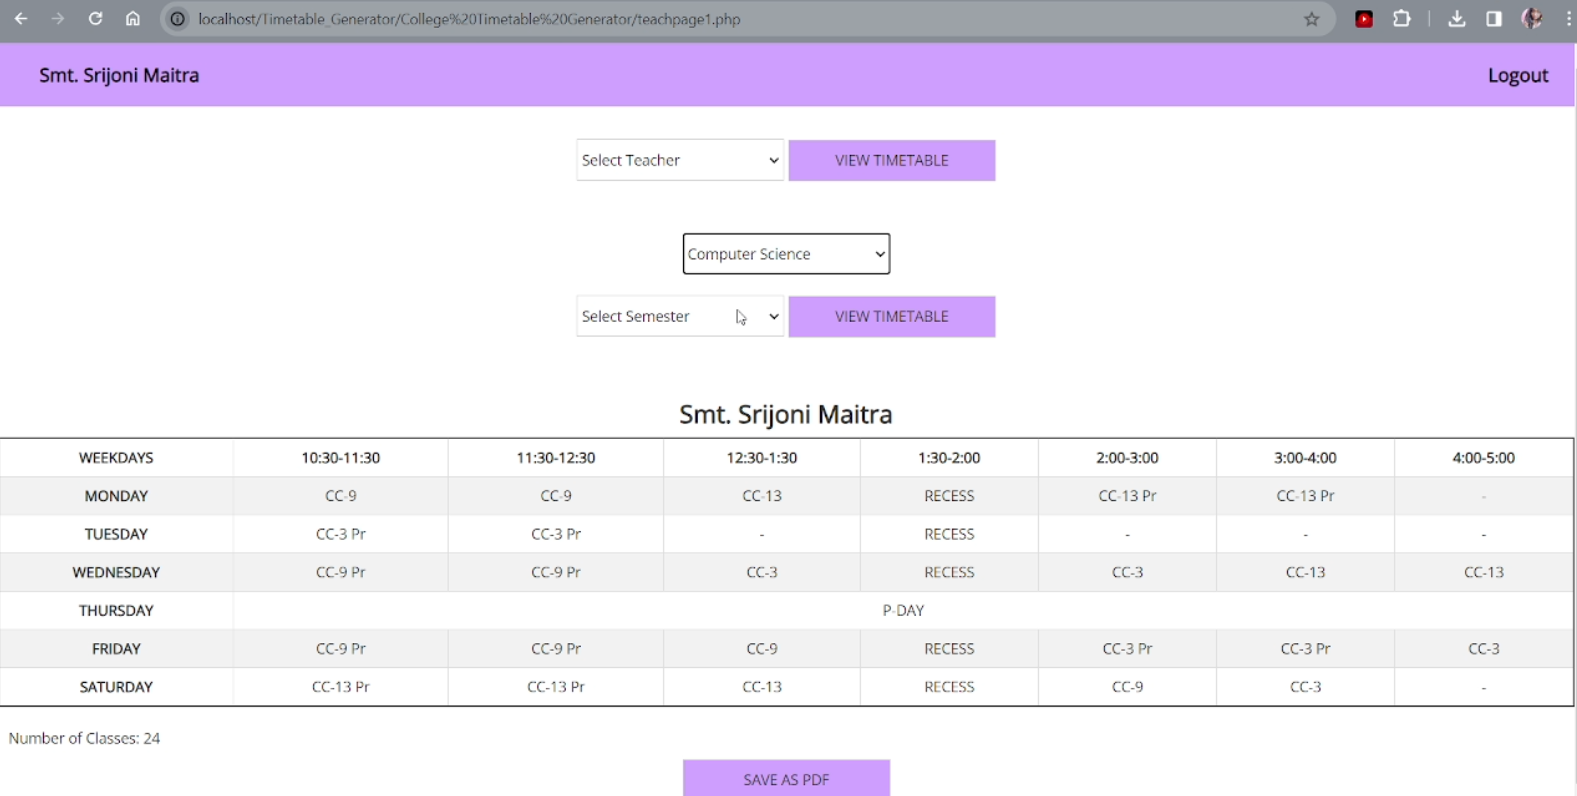 localhost/Timetable_Generator/College%20Timetable%20Generator/teachpage1.php
Smt. Srijoni Maitra Logout
Select Teacher VIEW TIMETABLE
Computer Science
Select Semester VIEW TIMETABLE
Smt. Srijoni Maitra
WEEKDAYS 10:30-11:30 11:30-12:30 12:30-1:30 1:30-2:00 2:00-3:00 3:00-4:00 4:00-5:00
MONDAY CC-9 CC-9 CC-13 RECESS CC-13 Pr CC-13 Pr -
TUESDAY CC-3 Pr CC-3 Pr - RECESS - - -
WEDNESDAY CC-9 Pr CC-9 Pr CC-3 RECESS CC-3 CC-13 CC-13
THURSDAY P-DAY
FRIDAY CC-9 Pr CC-9 Pr CC-9 RECESS CC-3 Pr CC-3 Pr CC-3
SATURDAY CC-13 Pr CC-13 Pr CC-13 RECESS CC-9 CC-3 -
Number of Classes: 24
SAVE AS PDF